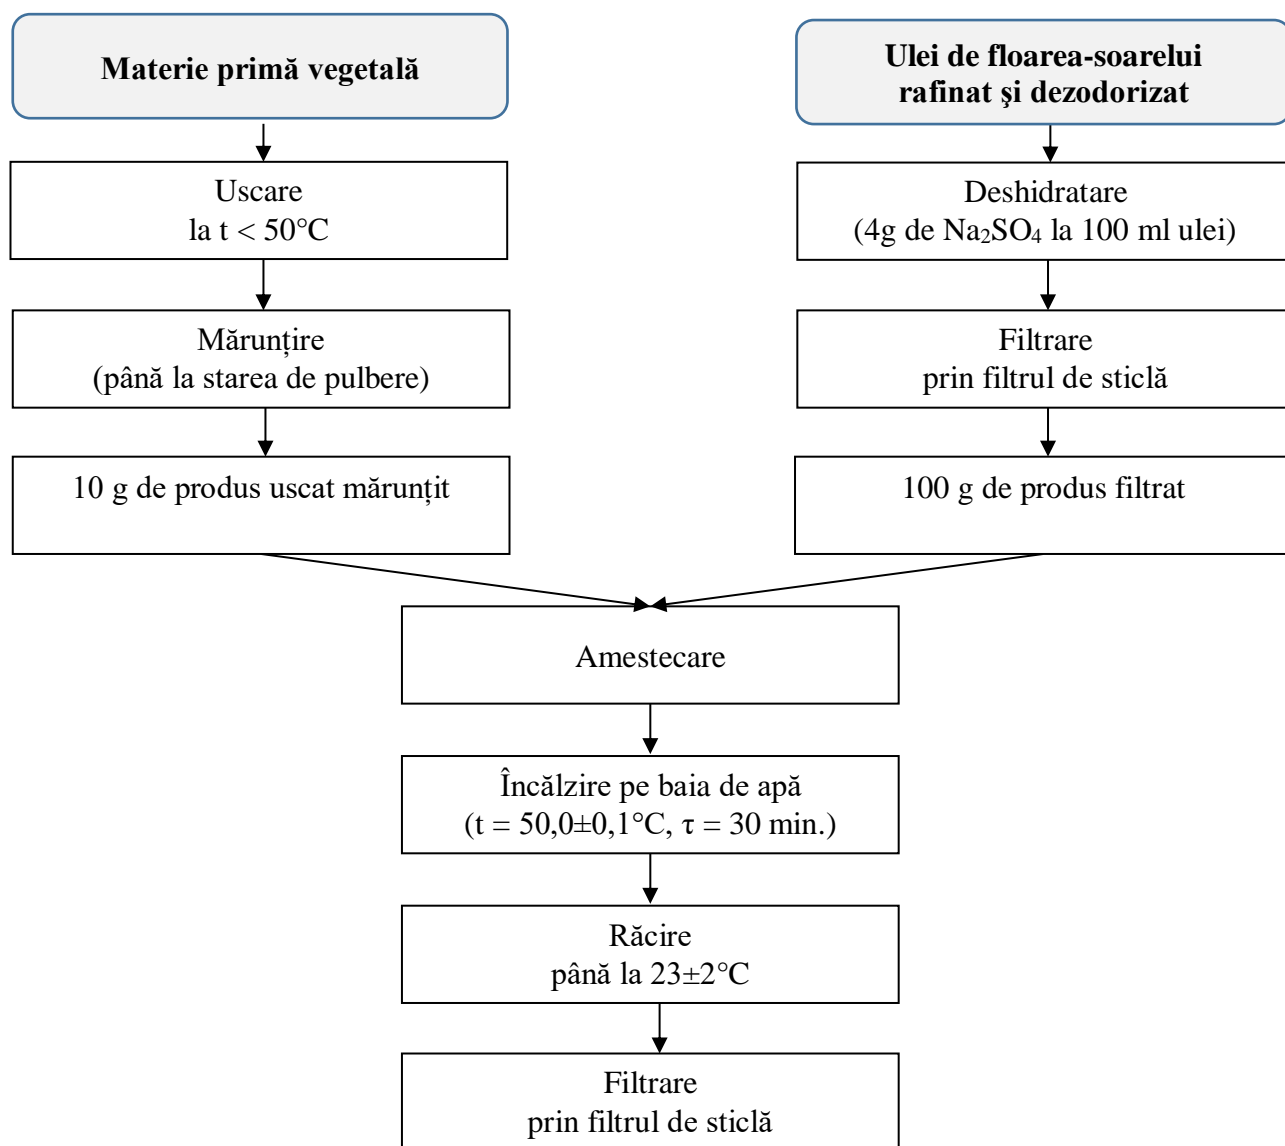 Materie primă vegetală
Ulei de floarea-soarelui
rafinat şi dezodorizat
Uscare
la t < 50°C
Deshidratare
(4g de Na₂SO₄ la 100 ml ulei)
Mărunțire
(până la starea de pulbere)
Filtrare
prin filtrul de sticlă
10 g de produs uscat mărunțit
100 g de produs filtrat
Amestecare
Încălzire pe baia de apă
(t = 50,0±0,1°C, τ = 30 min.)
Răcire
până la 23±2°C
Filtrare
prin filtrul de sticlă